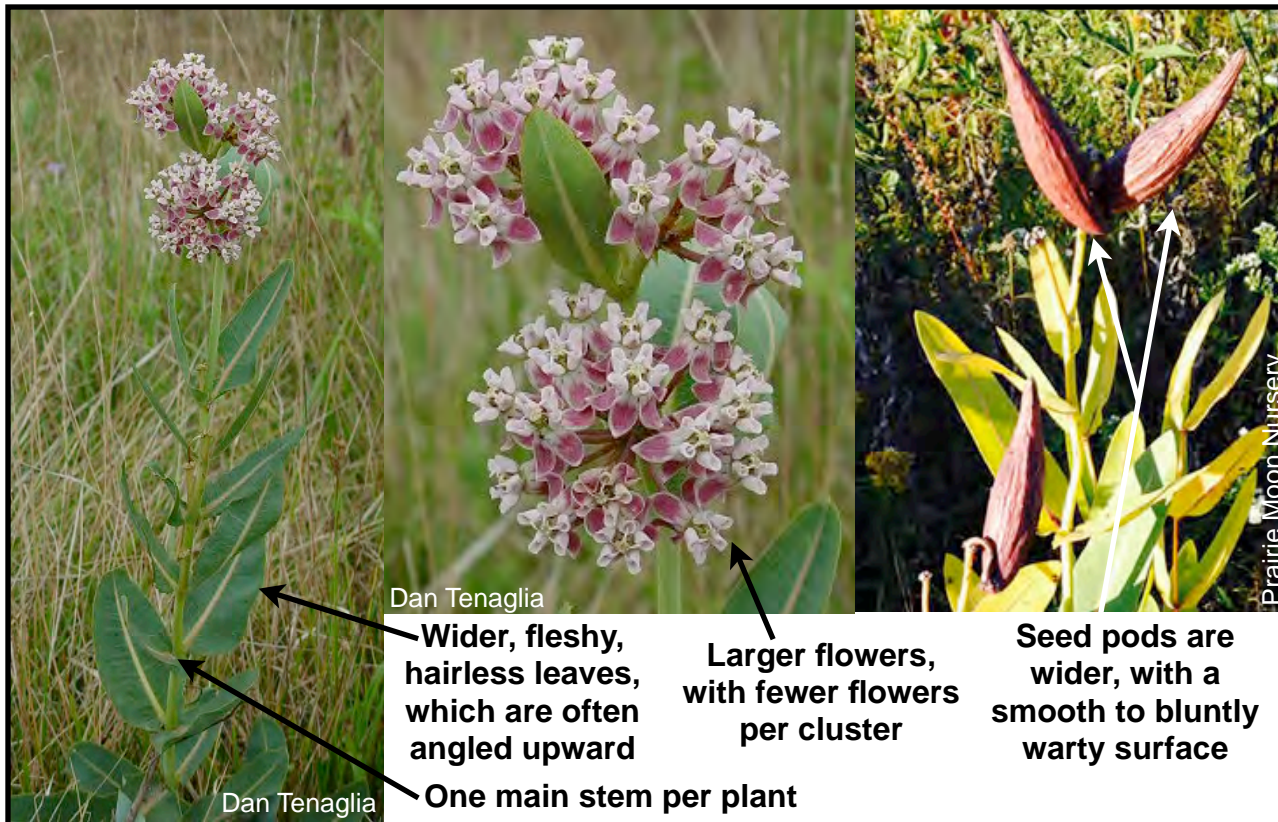 Dan Tenaglia
Wider, fleshy,
hairless leaves,
which are often
angled upward
Dan Tenaglia
One main stem per plant
Larger flowers,
with fewer flowers
per cluster
Prairie Moon Nursery
Seed pods are
wider, with a
smooth to bluntly
warty surface